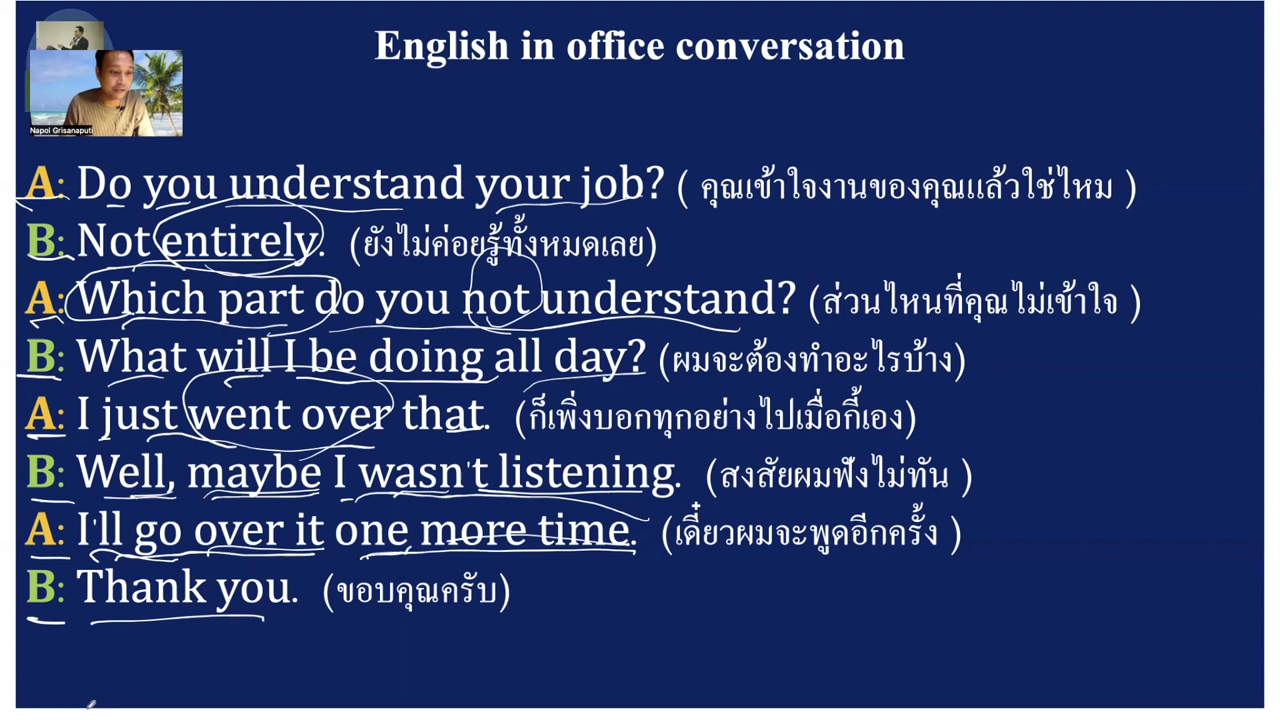 English in office conversation
Napol Grisanaputi
A: Do you understand your job? ( คุณเข้าใจงานของคุณแล้วใช่ไหม )
B: Not entirely. (ยังไม่ค่อยรู้ทั้งหมดเลย)
A: Which part do you not understand? (ส่วนไหนที่คุณไม่เข้าใจ )
B: What will I be doing all day? (ผมจะต้องทำอะไรบ้าง)
A: I just went over that. (ก็เพิ่งบอกทุกอย่างไปเมื่อกี้เอง)
B: Well, maybe I wasn't listening. (สงสัยผมฟังไม่ทัน )
A: I'll go over it one more time. (เดี๋ยวผมจะพูดอีกครั้ง )
B: Thank you. (ขอบคุณครับ)